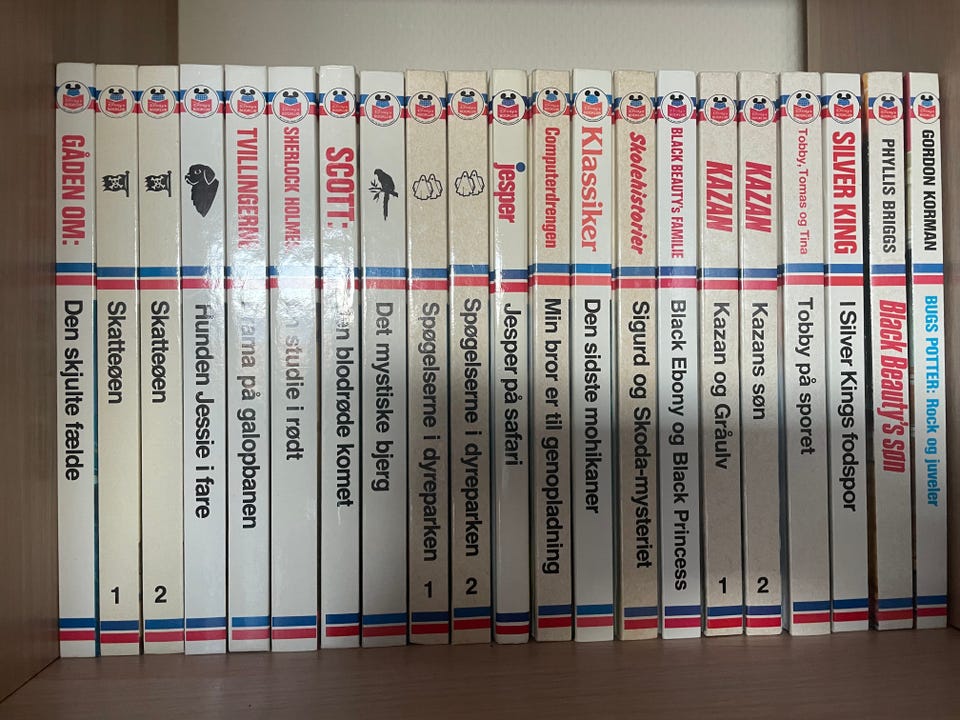 GÅDEN OM:
Den skjulte fælde
Skatteøen
1
Skatteøen
2
Hunden Jessie i fare
TVILLINGERNE
på galopbanen
SHERLOCK HOLMES
studie i rødt
SCOTT:
Den blodrøde komet
Det mystiske bjerg
Spøgelserne i dyreparken
1
Spøgelserne i dyreparken
2
jesper
Jesper på safari
Computerdrengen
Min bror er til genopladning
Klassiker
Den sidste mohikaner
Skolehistorier
Sigurd og Skoda-mysteriet
BLACK BEAUTY's FAMILIE
Black Ebony og Black Princess
KAZAN
Kazan og Gråulv
1
KAZAN
Kazans søn
2
Tobby, Tomas og Tina
Tobby på sporet
SILVER KING
I Silver Kings fodspor
PHYLLIS BRIGGS
Black Beauty's søn
GORDON KORMAN
BUGS POTTER: Rock og juveler